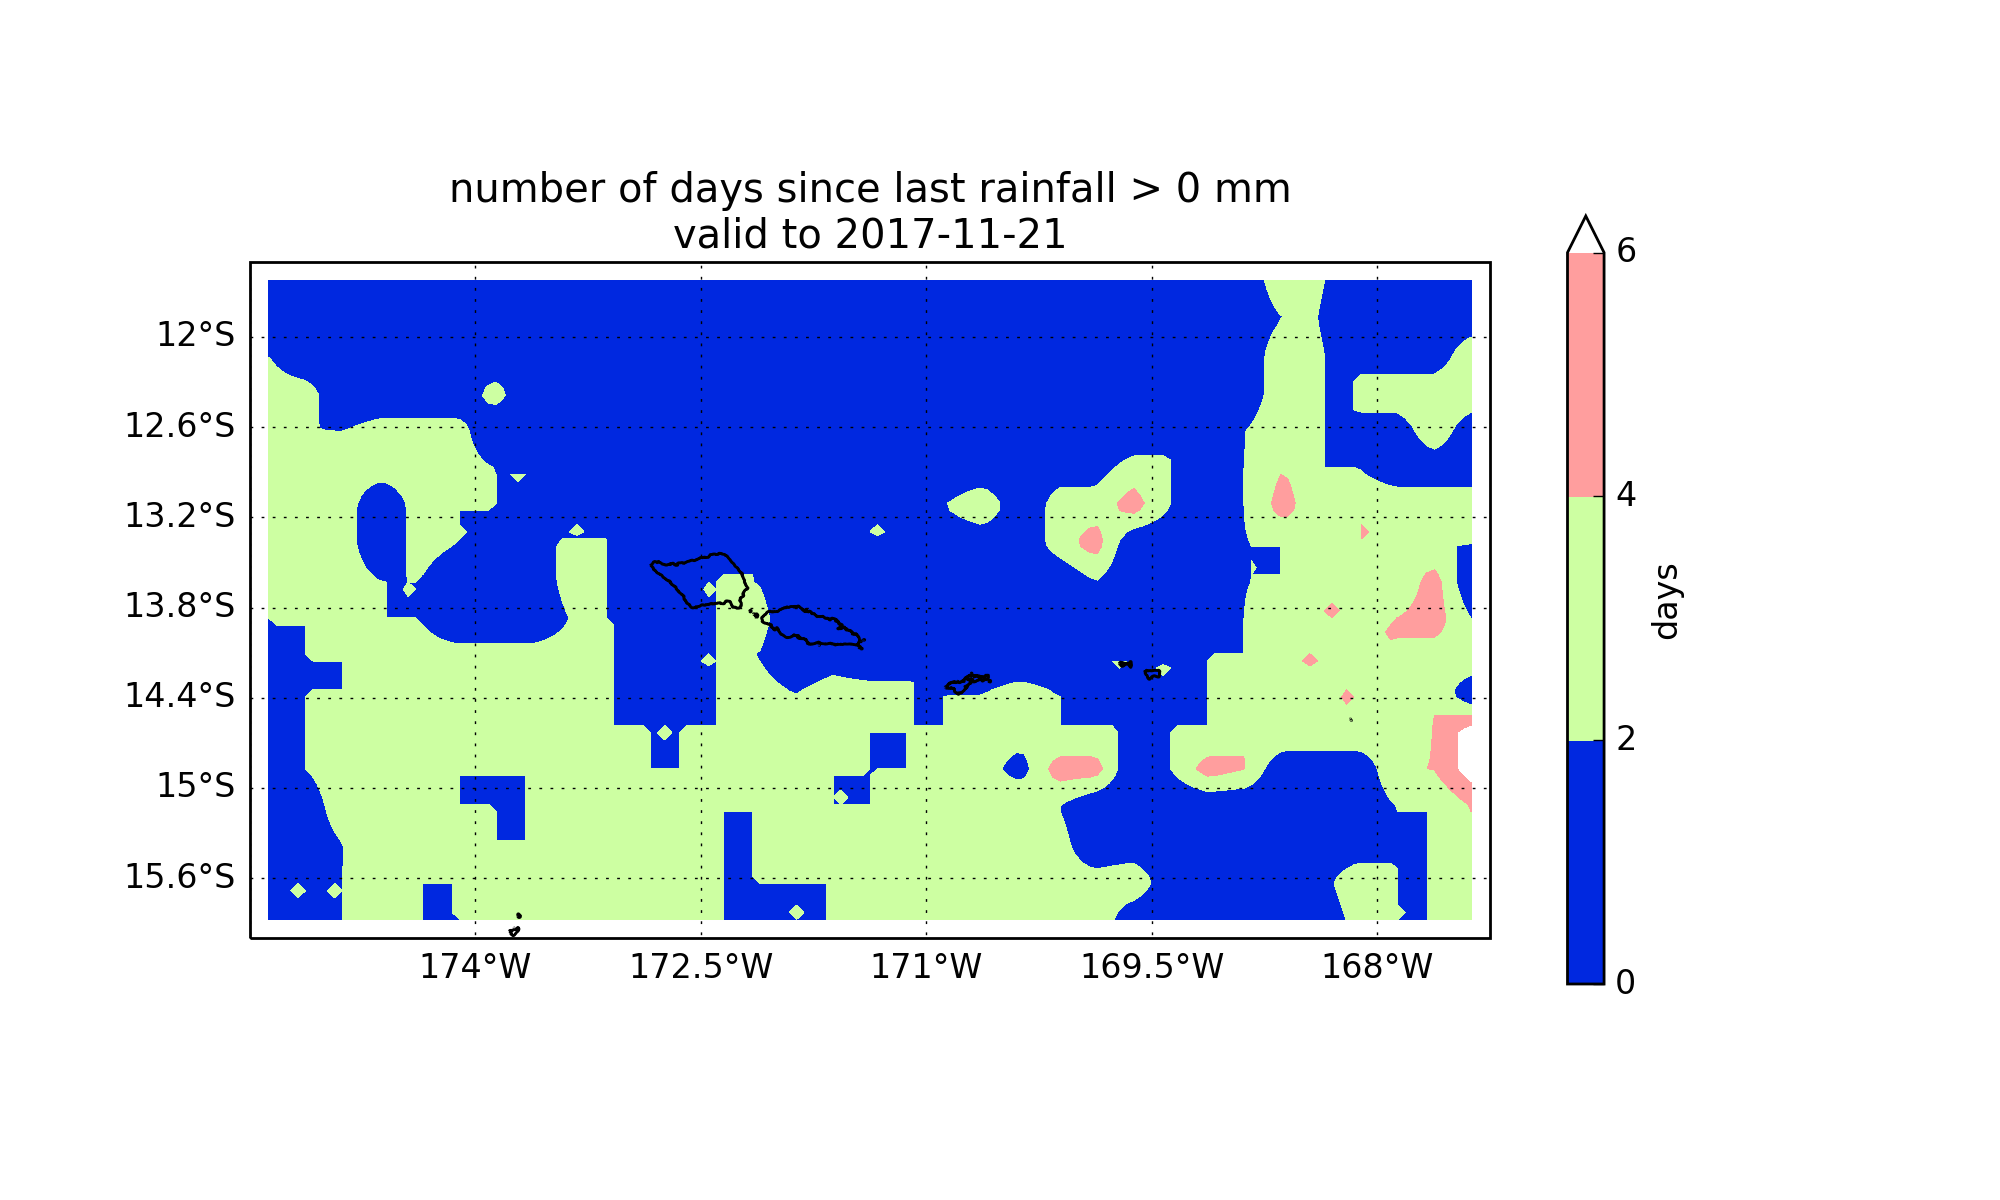 number of days since last rainfall > 0 mm
valid to 2017-11-21
12°S
12.6°S
13.2°S
13.8°S
14.4°S
15°S
15.6°S
174°W
172.5°W
171°W
169.5°W
168°W
6
4
2
0
days